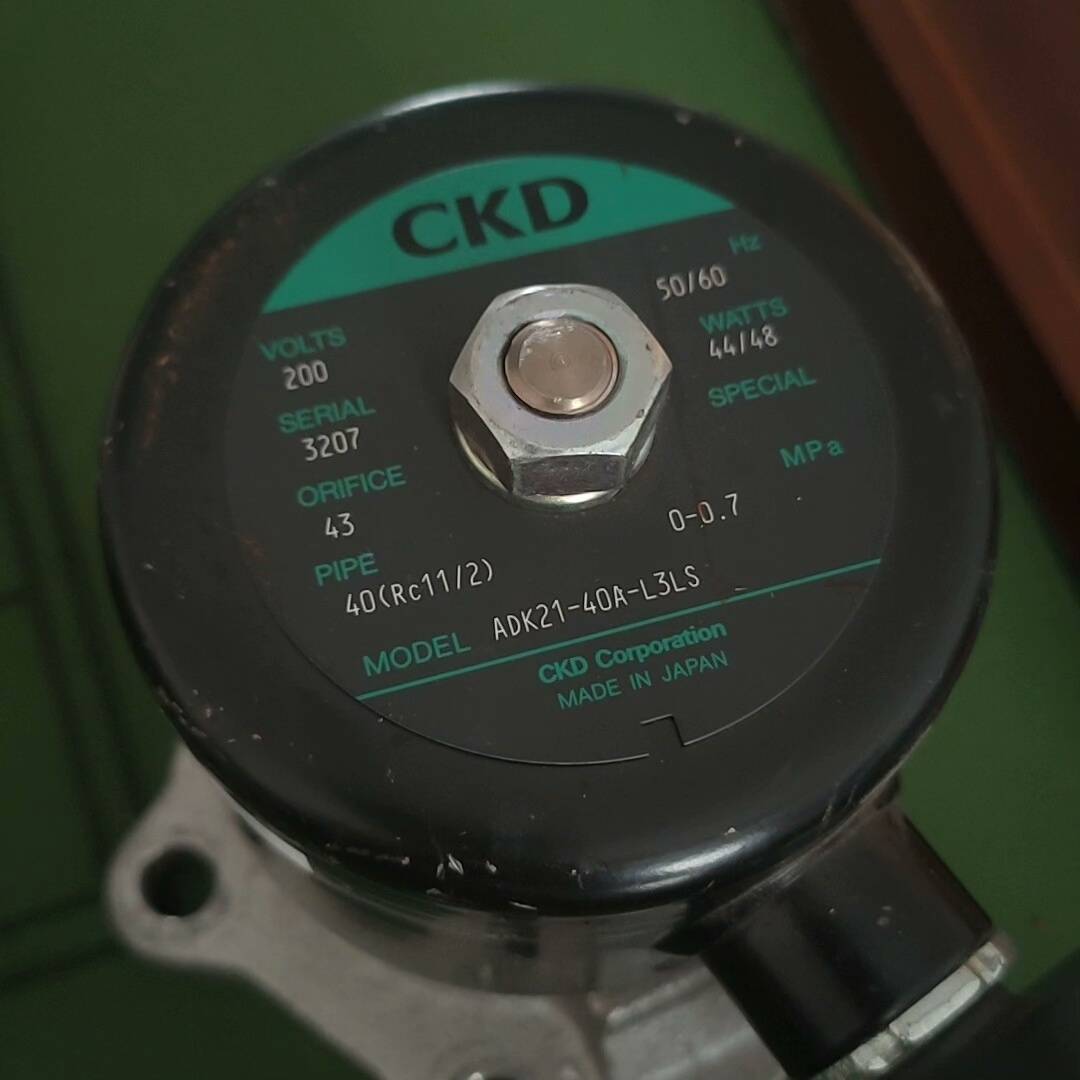 CKD
Hz
50/60
VOLTS
200
WATTS
44/48
SERIAL
3207
SPECIAL
ORIFICE
43
MPa
0-0.7
PIPE
40(Rc11/2)
MODEL ADK21-40A-L3LS
CKD Corporation
MADE IN JAPAN